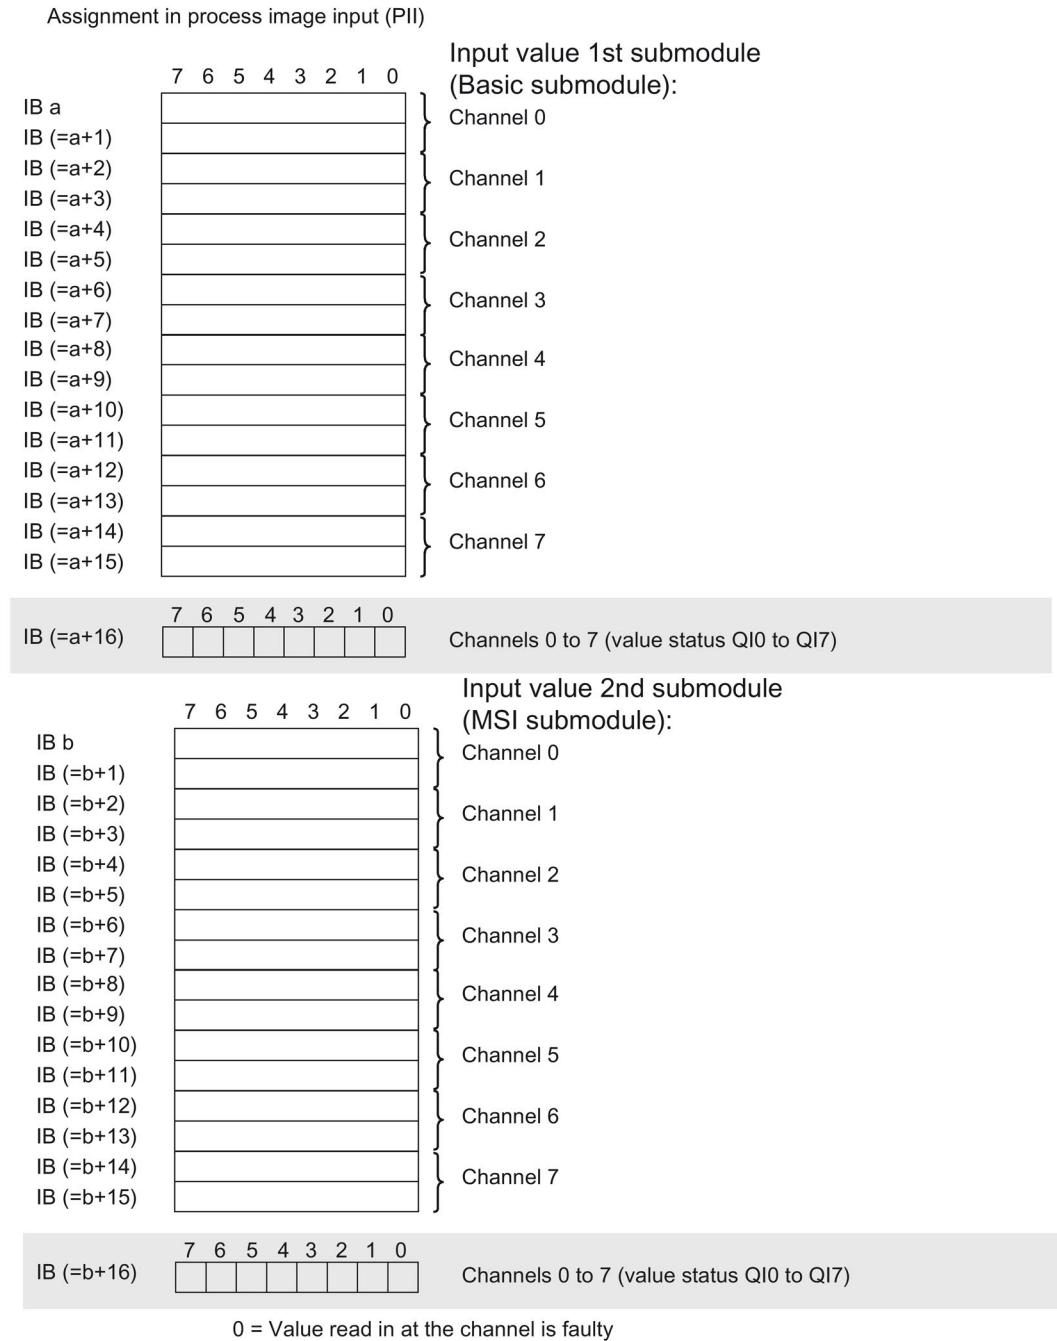 Assignment in process image input (PII)
Input value 1st submodule
(Basic submodule):
7 6 5 4 3 2 1 0
IB a
Channel 0
IB (=a+1)
IB (=a+2)
Channel 1
IB (=a+3)
IB (=a+4)
Channel 2
IB (=a+5)
IB (=a+6)
Channel 3
IB (=a+7)
IB (=a+8)
Channel 4
IB (=a+9)
IB (=a+10)
Channel 5
IB (=a+11)
IB (=a+12)
Channel 6
IB (=a+13)
IB (=a+14)
Channel 7
IB (=a+15)
7 6 5 4 3 2 1 0
IB (=a+16)
Channels 0 to 7 (value status QI0 to QI7)
Input value 2nd submodule
(MSI submodule):
7 6 5 4 3 2 1 0
IB b
Channel 0
IB (=b+1)
IB (=b+2)
Channel 1
IB (=b+3)
IB (=b+4)
Channel 2
IB (=b+5)
IB (=b+6)
Channel 3
IB (=b+7)
IB (=b+8)
Channel 4
IB (=b+9)
IB (=b+10)
Channel 5
IB (=b+11)
IB (=b+12)
Channel 6
IB (=b+13)
IB (=b+14)
Channel 7
IB (=b+15)
7 6 5 4 3 2 1 0
IB (=b+16)
Channels 0 to 7 (value status QI0 to QI7)
0 = Value read in at the channel is faulty